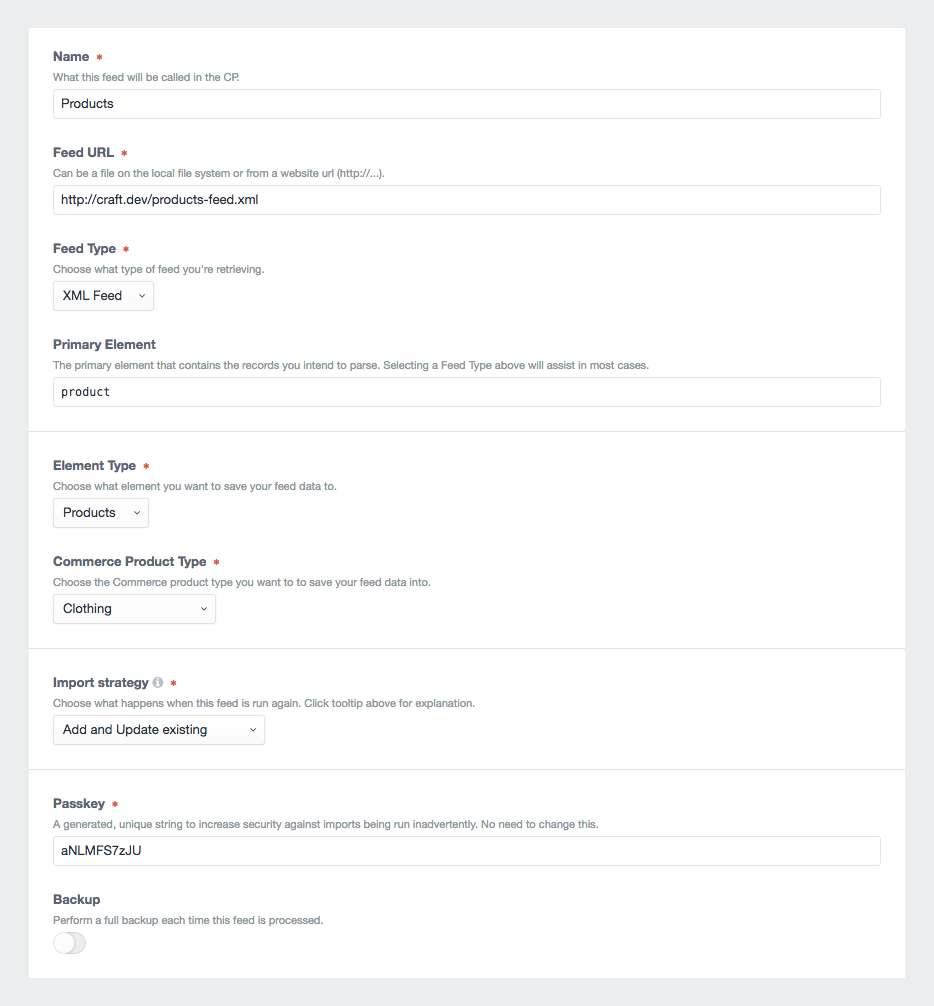 Name *
What this feed will be called in the CP.
Products
Feed URL *
Can be a file on the local file system or from a website url (http://...).
http://craft.dev/products-feed.xml
Feed Type *
Choose what type of feed you're retrieving.
XML Feed
Primary Element
The primary element that contains the records you intend to parse. Selecting a Feed Type above will assist in most cases.
product
Element Type *
Choose what element you want to save your feed data to.
Products
Commerce Product Type *
Choose the Commerce product type you want to to save your feed data into.
Clothing
Import strategy *
Choose what happens when this feed is run again. Click tooltip above for explanation.
Add and Update existing
Passkey *
A generated, unique string to increase security against imports being run inadvertently. No need to change this.
aNLMFS7zJU
Backup
Perform a full backup each time this feed is processed.